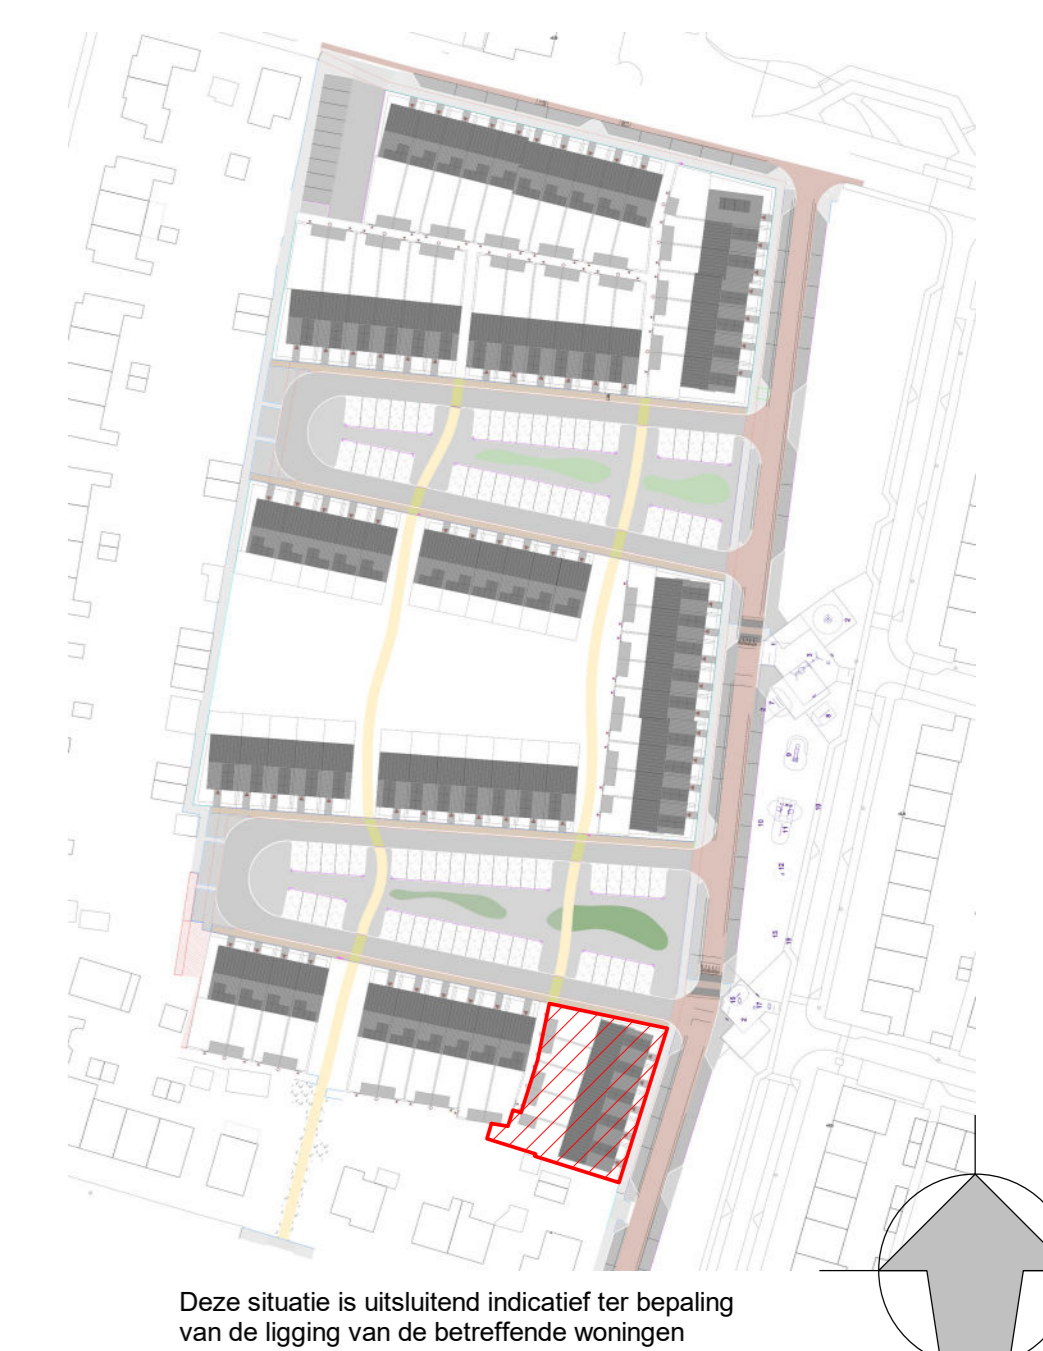 Deze situatie is uitsluitend indicatief ter bepaling
van de ligging van de betreffende woningen